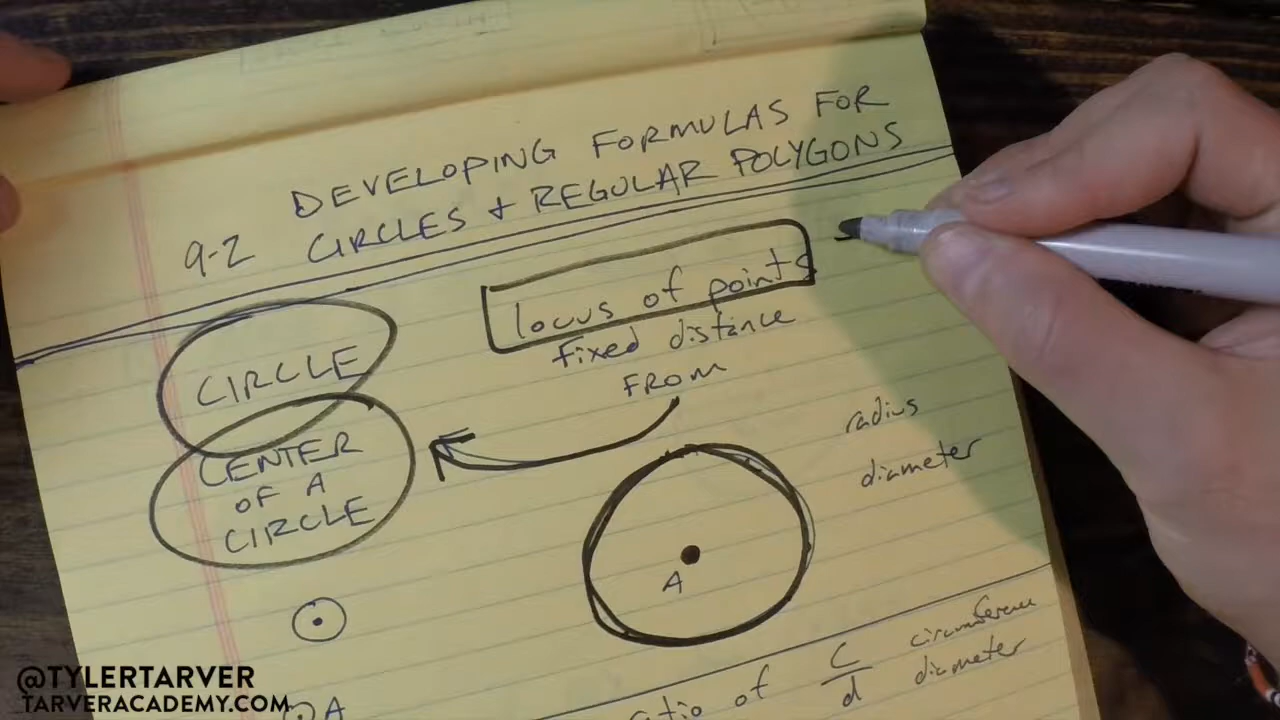 DEVELOPING FORMULAS FOR
9-2 CIRCLES + REGULAR POLYGONS
locus of points
fixed distance
FROM
CIRCLE
CENTER
OF A
CIRCLE
radius
diameter
A
circumference
diameter
ratio of C/d
A
@TYLERTARVER
TARVERACADEMY.COM